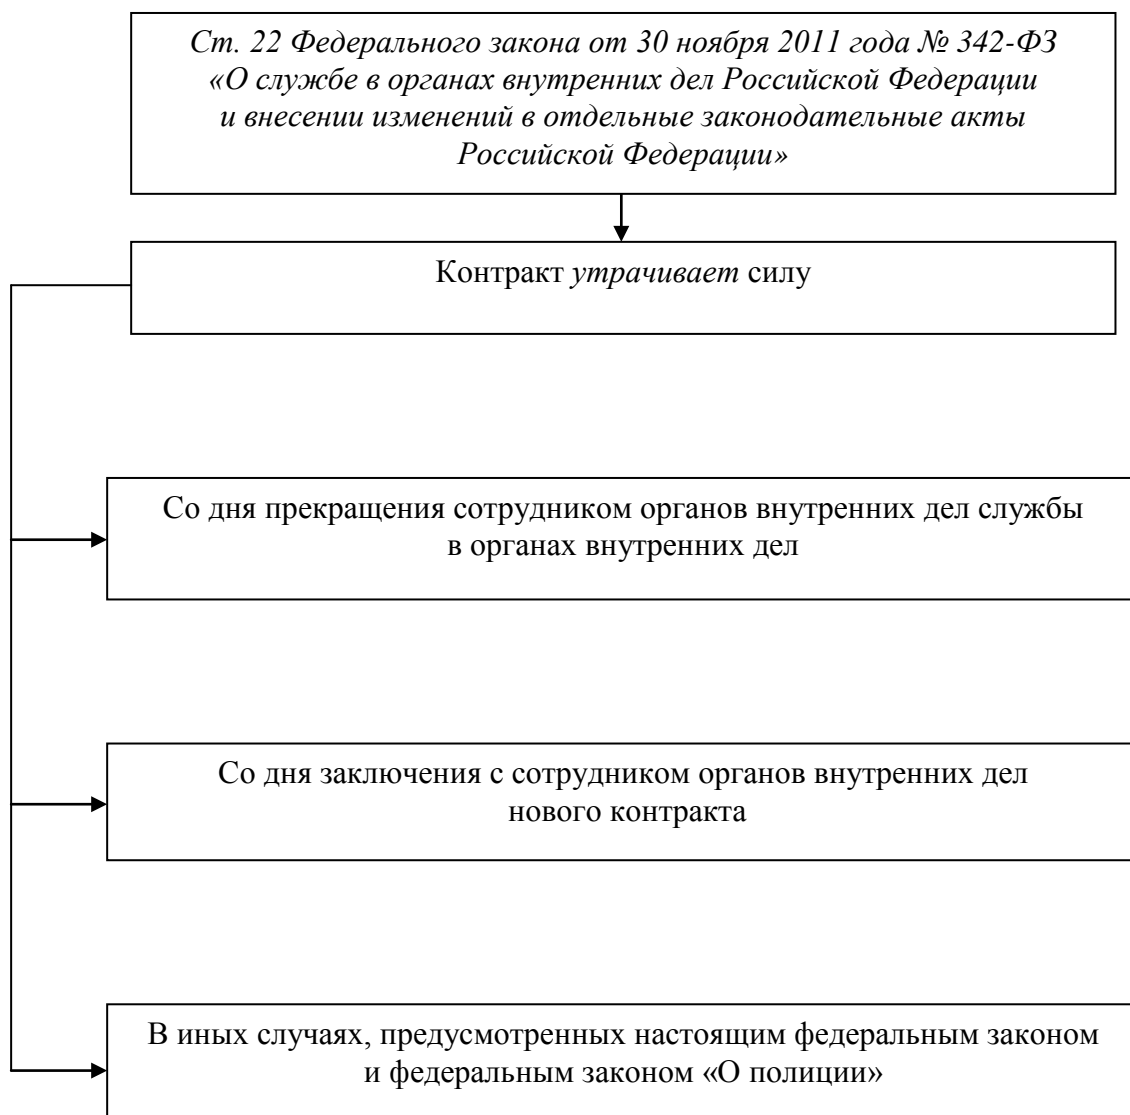 Ст. 22 Федерального закона от 30 ноября 2011 года № 342-ФЗ
«О службе в органах внутренних дел Российской Федерации
и внесении изменений в отдельные законодательные акты
Российской Федерации»
Контракт утрачивает силу
Со дня прекращения сотрудником органов внутренних дел службы
в органах внутренних дел
Со дня заключения с сотрудником органов внутренних дел
нового контракта
В иных случаях, предусмотренных настоящим федеральным законом
и федеральным законом «О полиции»